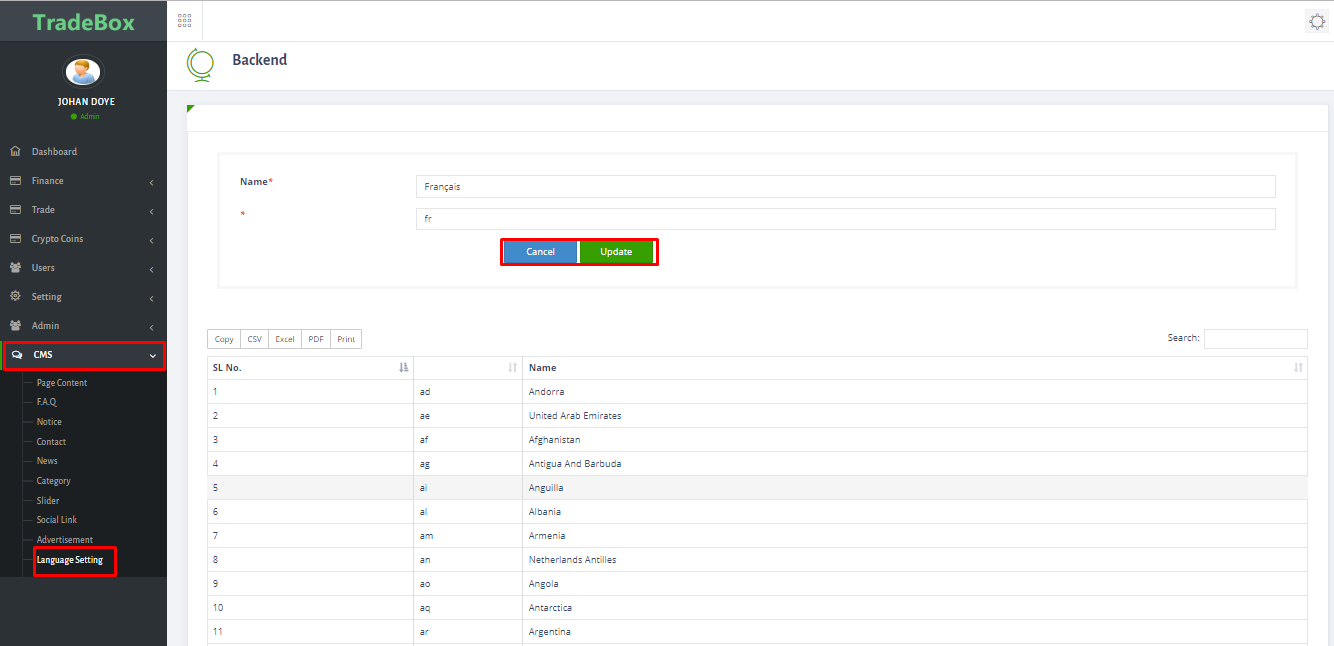 TradeBox
Backend
JOHAN DOYE
Admin
Dashboard
Finance
Trade
Crypto Coins
Users
Setting
Admin
CMS
Page Content
F.A.Q
Notice
Contact
News
Category
Slider
Social Link
Advertisement
Language Setting
Name* Français
* fr
Cancel Update
Copy CSV Excel PDF Print Search:
SL No. Name
1 ad Andorra
2 ae United Arab Emirates
3 af Afghanistan
4 ag Antigua And Barbuda
5 ai Anguilla
6 al Albania
7 am Armenia
8 an Netherlands Antilles
9 ao Angola
10 aq Antarctica
11 ar Argentina